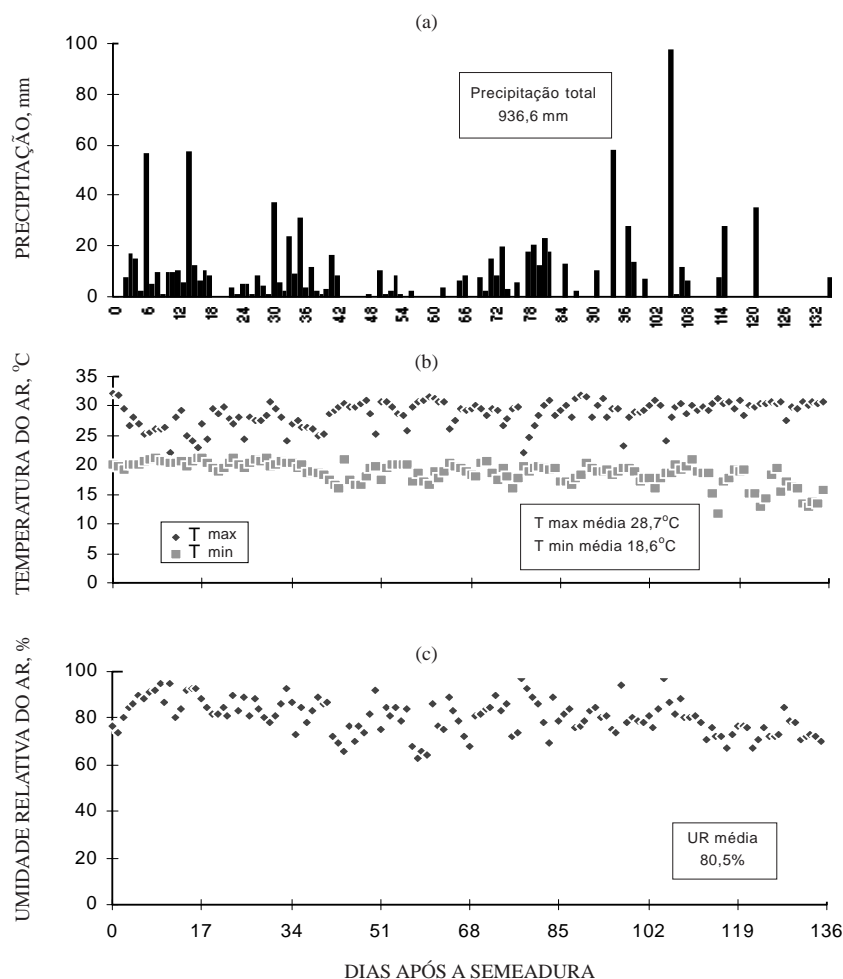 (a)
PRECIPITAÇÃO, mm
100
80
60
40
20
0
Precipitação total
936,6 mm
0 6 12 18 24 30 36 42 48 54 60 66 72 78 84 90 96 102 108 114 120 126 132
(b)
TEMPERATURA DO AR, °C
35
30
25
20
15
10
5
0
T max
T min
T max média 28,7°C
T min média 18,6°C
(c)
UMIDADE RELATIVA DO AR, %
100
80
60
40
20
0
UR média
80,5%
0 17 34 51 68 85 102 119 136
DIAS APÓS A SEMEADURA